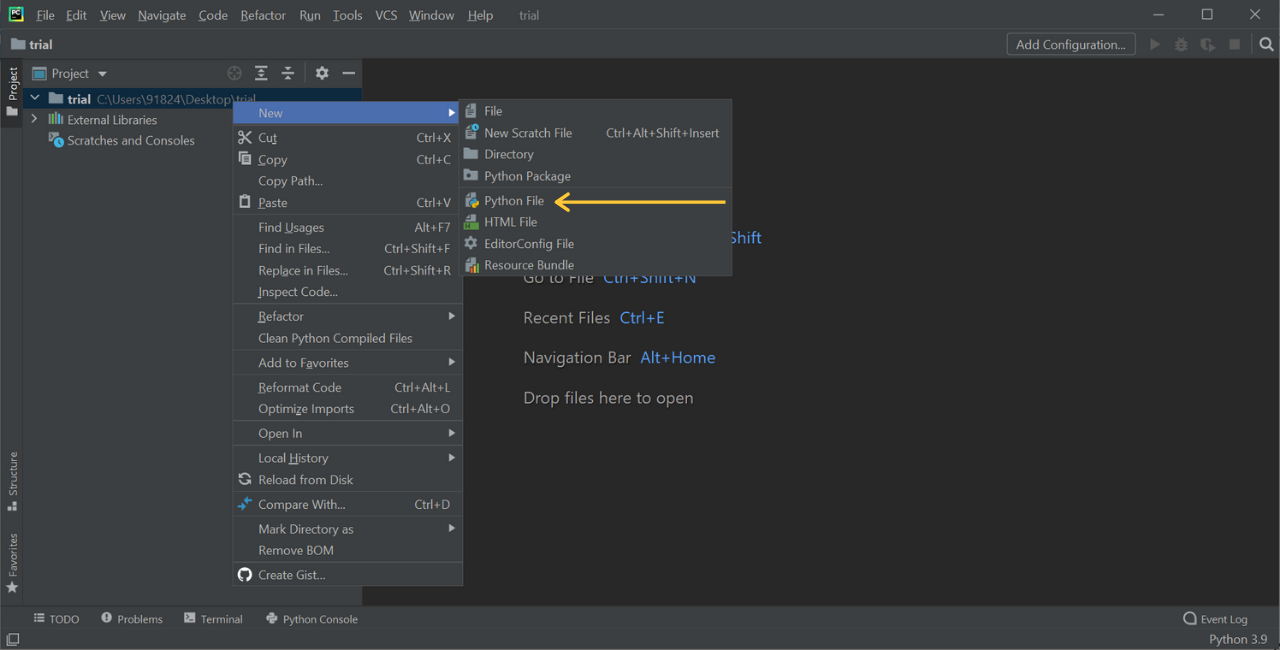 PC File Edit View Navigate Code Refactor Run Tools VCS Window Help trial
trial Add Configuration...
Project
Project
trial C:\Users\91824\Desktop\trial
External Libraries
Scratches and Consoles
New
Cut Ctrl+X
Copy Ctrl+C
Copy Path...
Paste Ctrl+V
Find Usages Alt+F7
Find in Files... Ctrl+Shift+F
Replace in Files... Ctrl+Shift+R
Inspect Code...
Refactor
Clean Python Compiled Files
Add to Favorites
Reformat Code Ctrl+Alt+L
Optimize Imports Ctrl+Alt+O
Open In
Local History
Reload from Disk
Compare With... Ctrl+D
Mark Directory as
Remove BOM
Create Gist...
File
New Scratch File Ctrl+Alt+Shift+Insert
Directory
Python Package
Python File
HTML File
EditorConfig File
Resource Bundle
Shift
Go to File Ctrl+Shift+N
Recent Files Ctrl+E
Navigation Bar Alt+Home
Drop files here to open
Structure
Favorites
TODO Problems Terminal Python Console Event Log
Python 3.9